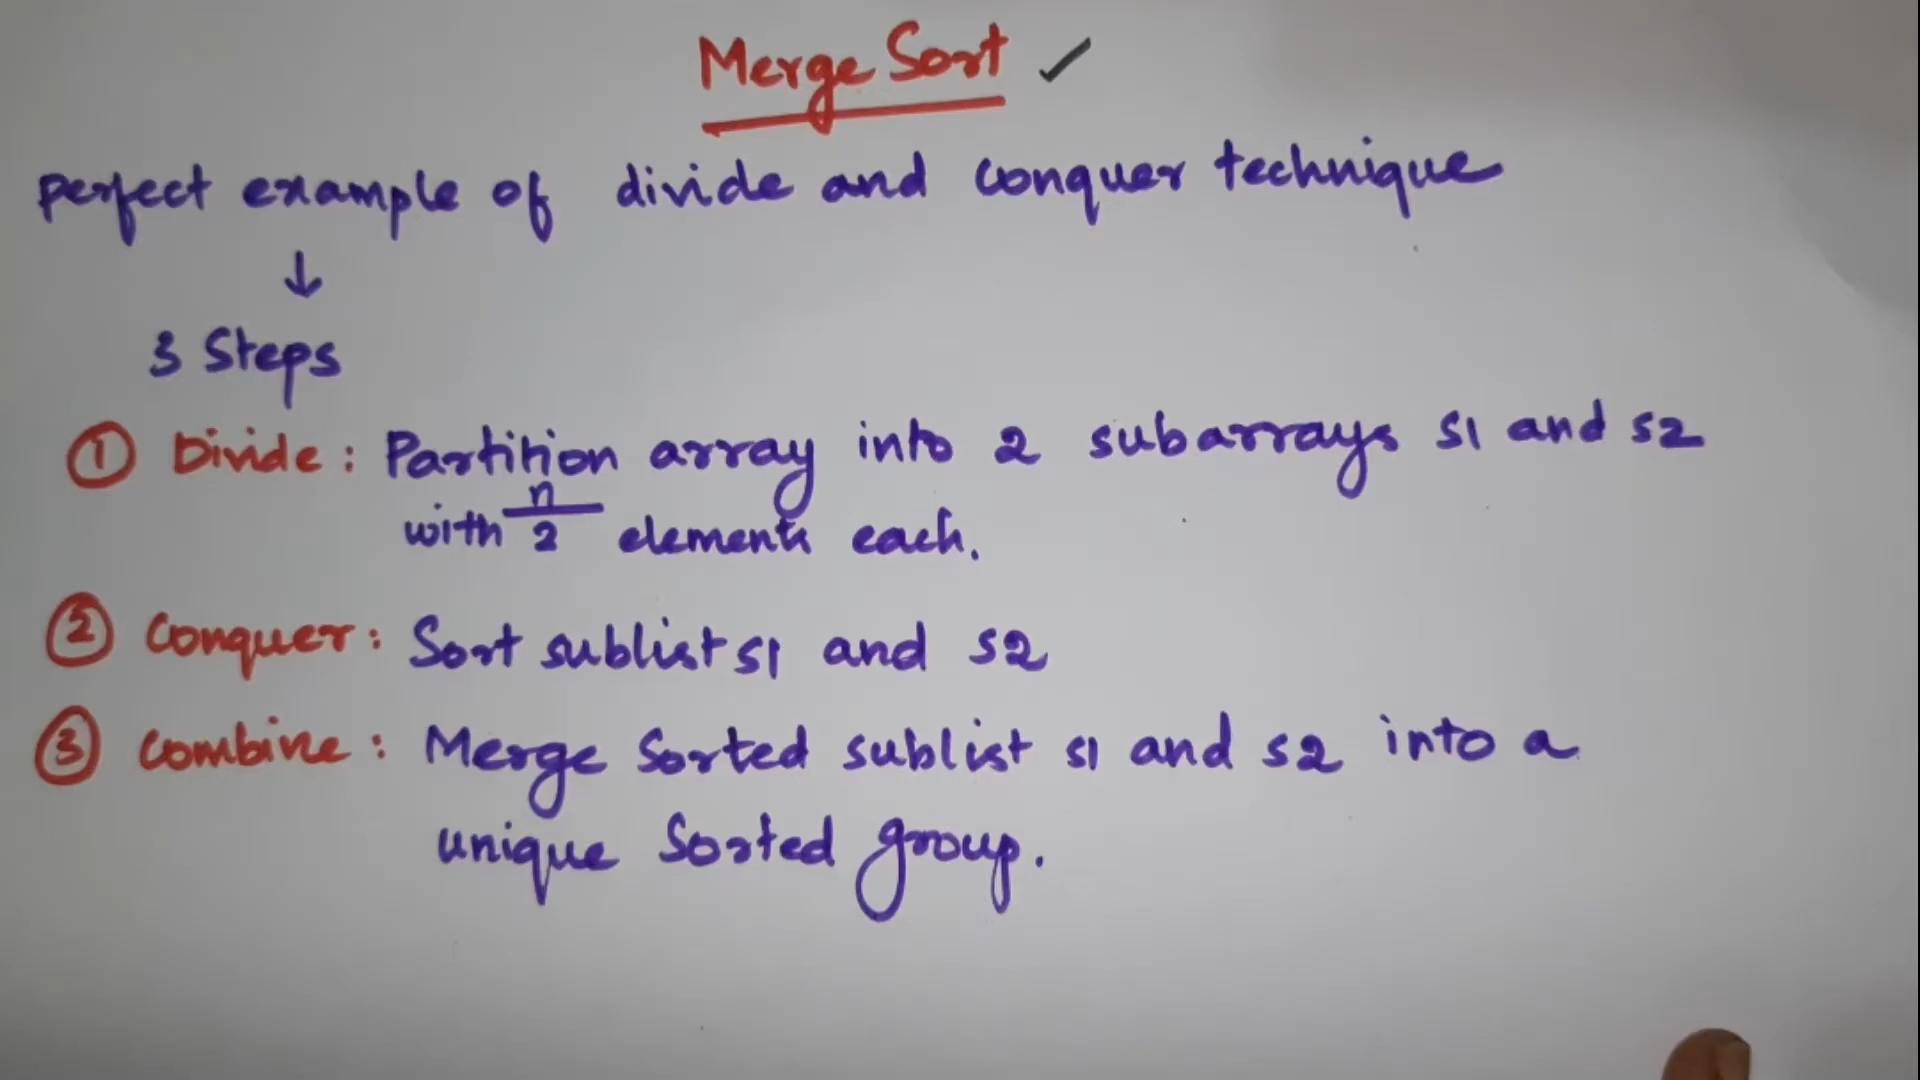 Merge Sort ✓
perfect example of divide and conquer technique
↓
3 Steps
① Divide: Partition array into 2 subarrays s1 and s2
with n/2 elements each.
② Conquer: Sort sublist s1 and s2
③ Combine: Merge Sorted sublist s1 and s2 into a
unique Sorted group.